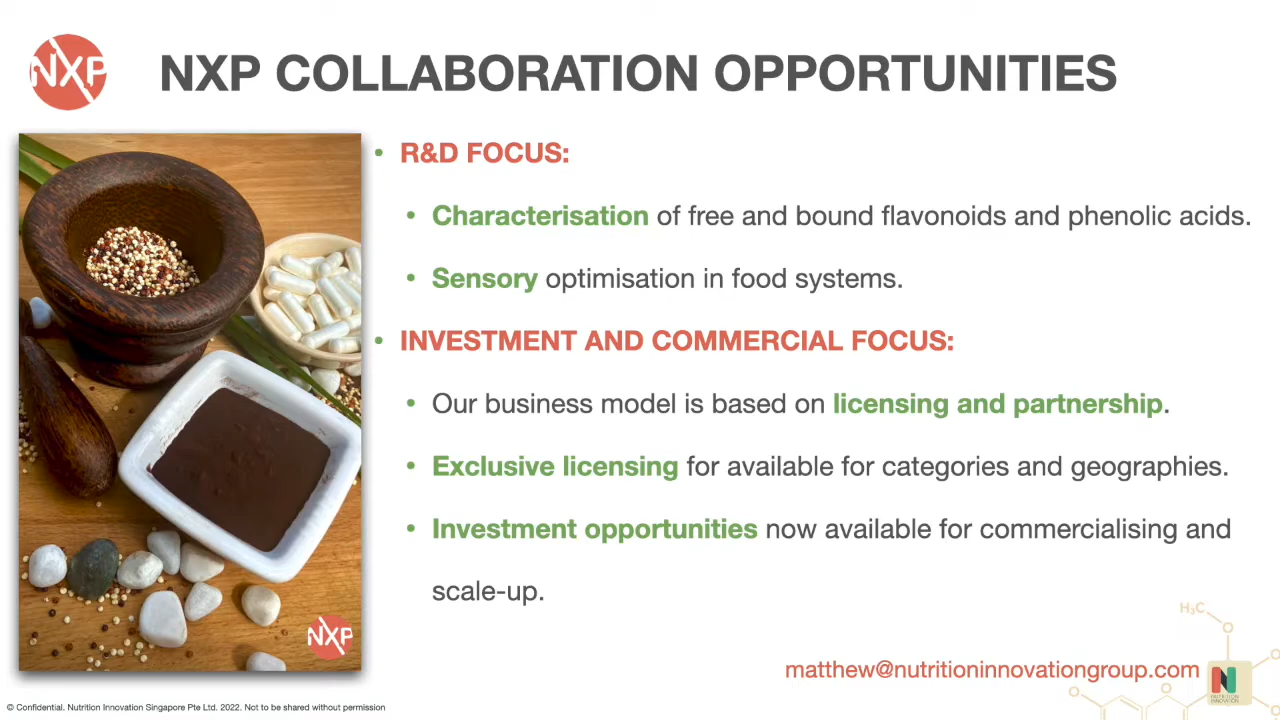 NXP
NXP COLLABORATION OPPORTUNITIES
• R&D FOCUS:
• Characterisation of free and bound flavonoids and phenolic acids.
• Sensory optimisation in food systems.
• INVESTMENT AND COMMERCIAL FOCUS:
• Our business model is based on licensing and partnership.
• Exclusive licensing for available for categories and geographies.
• Investment opportunities now available for commercialising and
scale-up.
NXP
H₃C
O
O
O
O
O
matthew@nutritioninnovationgroup.com
N
NUTRITION
INNOVATION
© Confidential. Nutrition Innovation Singapore Pte Ltd. 2022. Not to be shared without permission